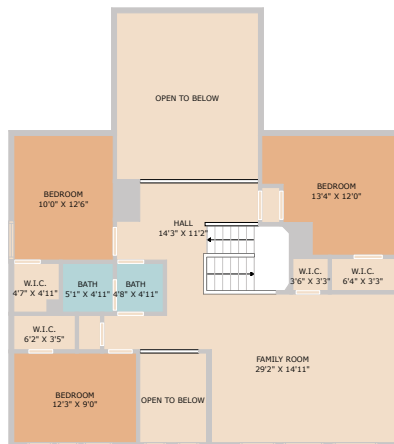 OPEN TO BELOW
BEDROOM
10'0" X 12'6"
BEDROOM
13'4" X 12'0"
HALL
14'3" X 11'2"
W.I.C.
4'7" X 4'11"
BATH
5'1" X 4'11"
BATH
4'8" X 4'11"
W.I.C.
3'6" X 3'3"
W.I.C.
6'4" X 3'3"
W.I.C.
6'2" X 3'5"
FAMILY ROOM
29'2" X 14'11"
BEDROOM
12'3" X 9'0"
OPEN TO BELOW